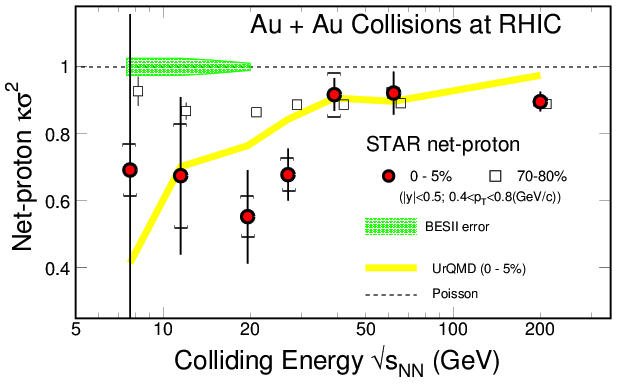 Au + Au Collisions at RHIC
Net-proton κσ²
1
0.8
0.6
0.4
STAR net-proton
0 - 5% 70-80%
(|y|<0.5; 0.4<p_T<0.8(GeV/c))
BESII error
UrQMD (0 - 5%)
Poisson
5 10 20 50 100 200
Colliding Energy √s_NN (GeV)